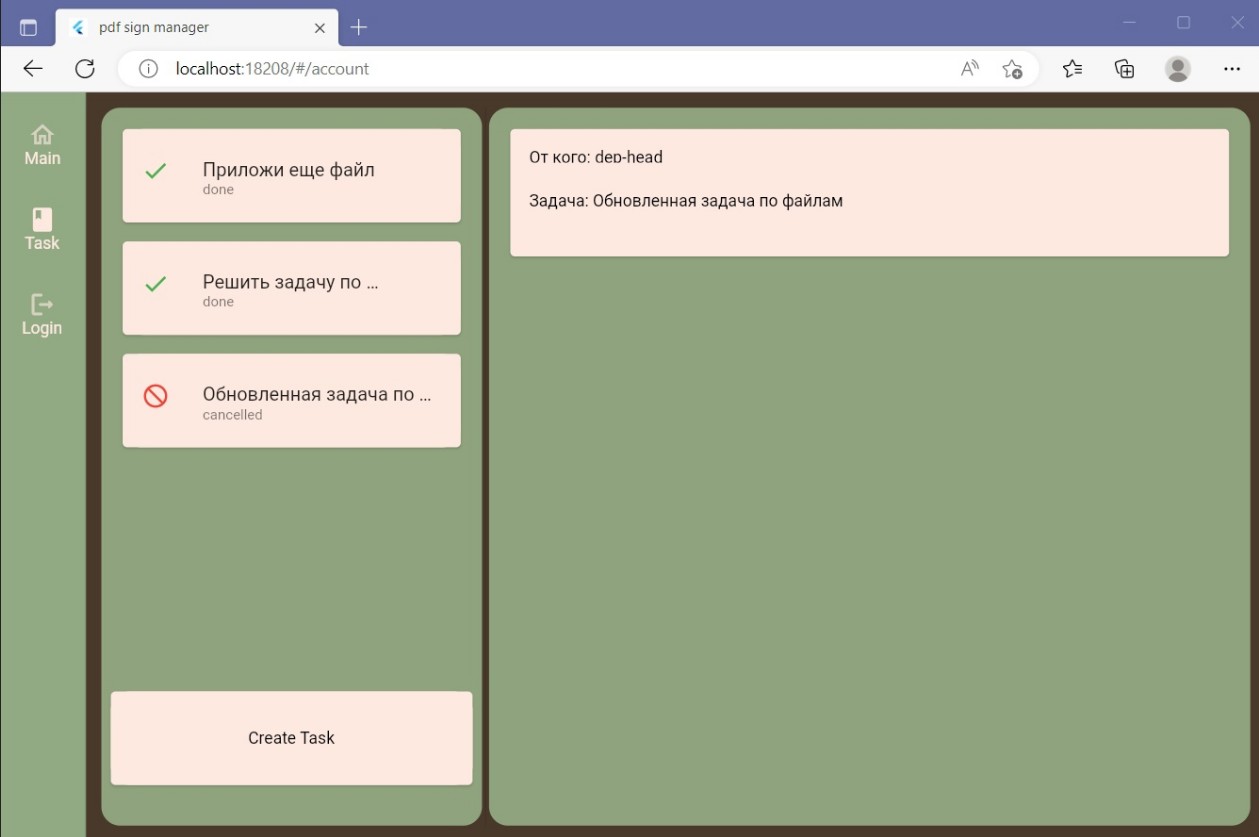 pdf sign manager
localhost:18208/#/account
Main
Task
Login
Приложи еще файл
done
Решить задачу по ...
done
Обновленная задача по ...
cancelled
Create Task
От кого: dep-head
Задача: Обновленная задача по файлам